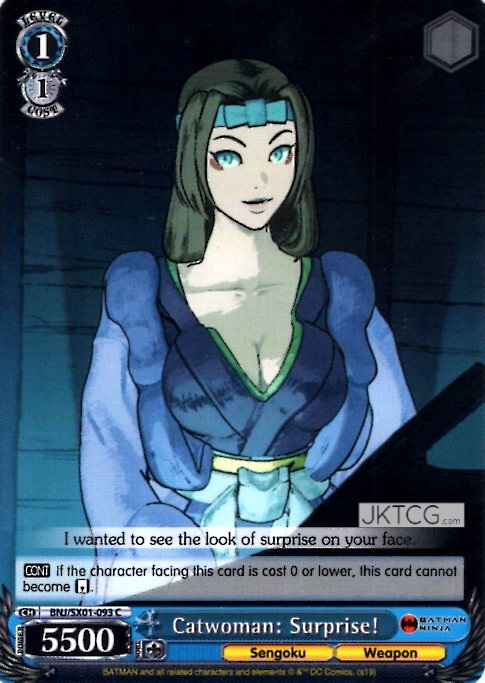 LEVEL
1
1
COST
JKTCG.com
I wanted to see the look of surprise on your face.
CONT If the character facing this card is cost 0 or lower, this card cannot
become .
CH BNJ/SX01-093 C
POWER 5500 SOUL Catwoman: Surprise! BATMAN
NINJA
Sengoku Weapon
BATMAN and all related characters and elements © & ™ DC Comics. (s19)